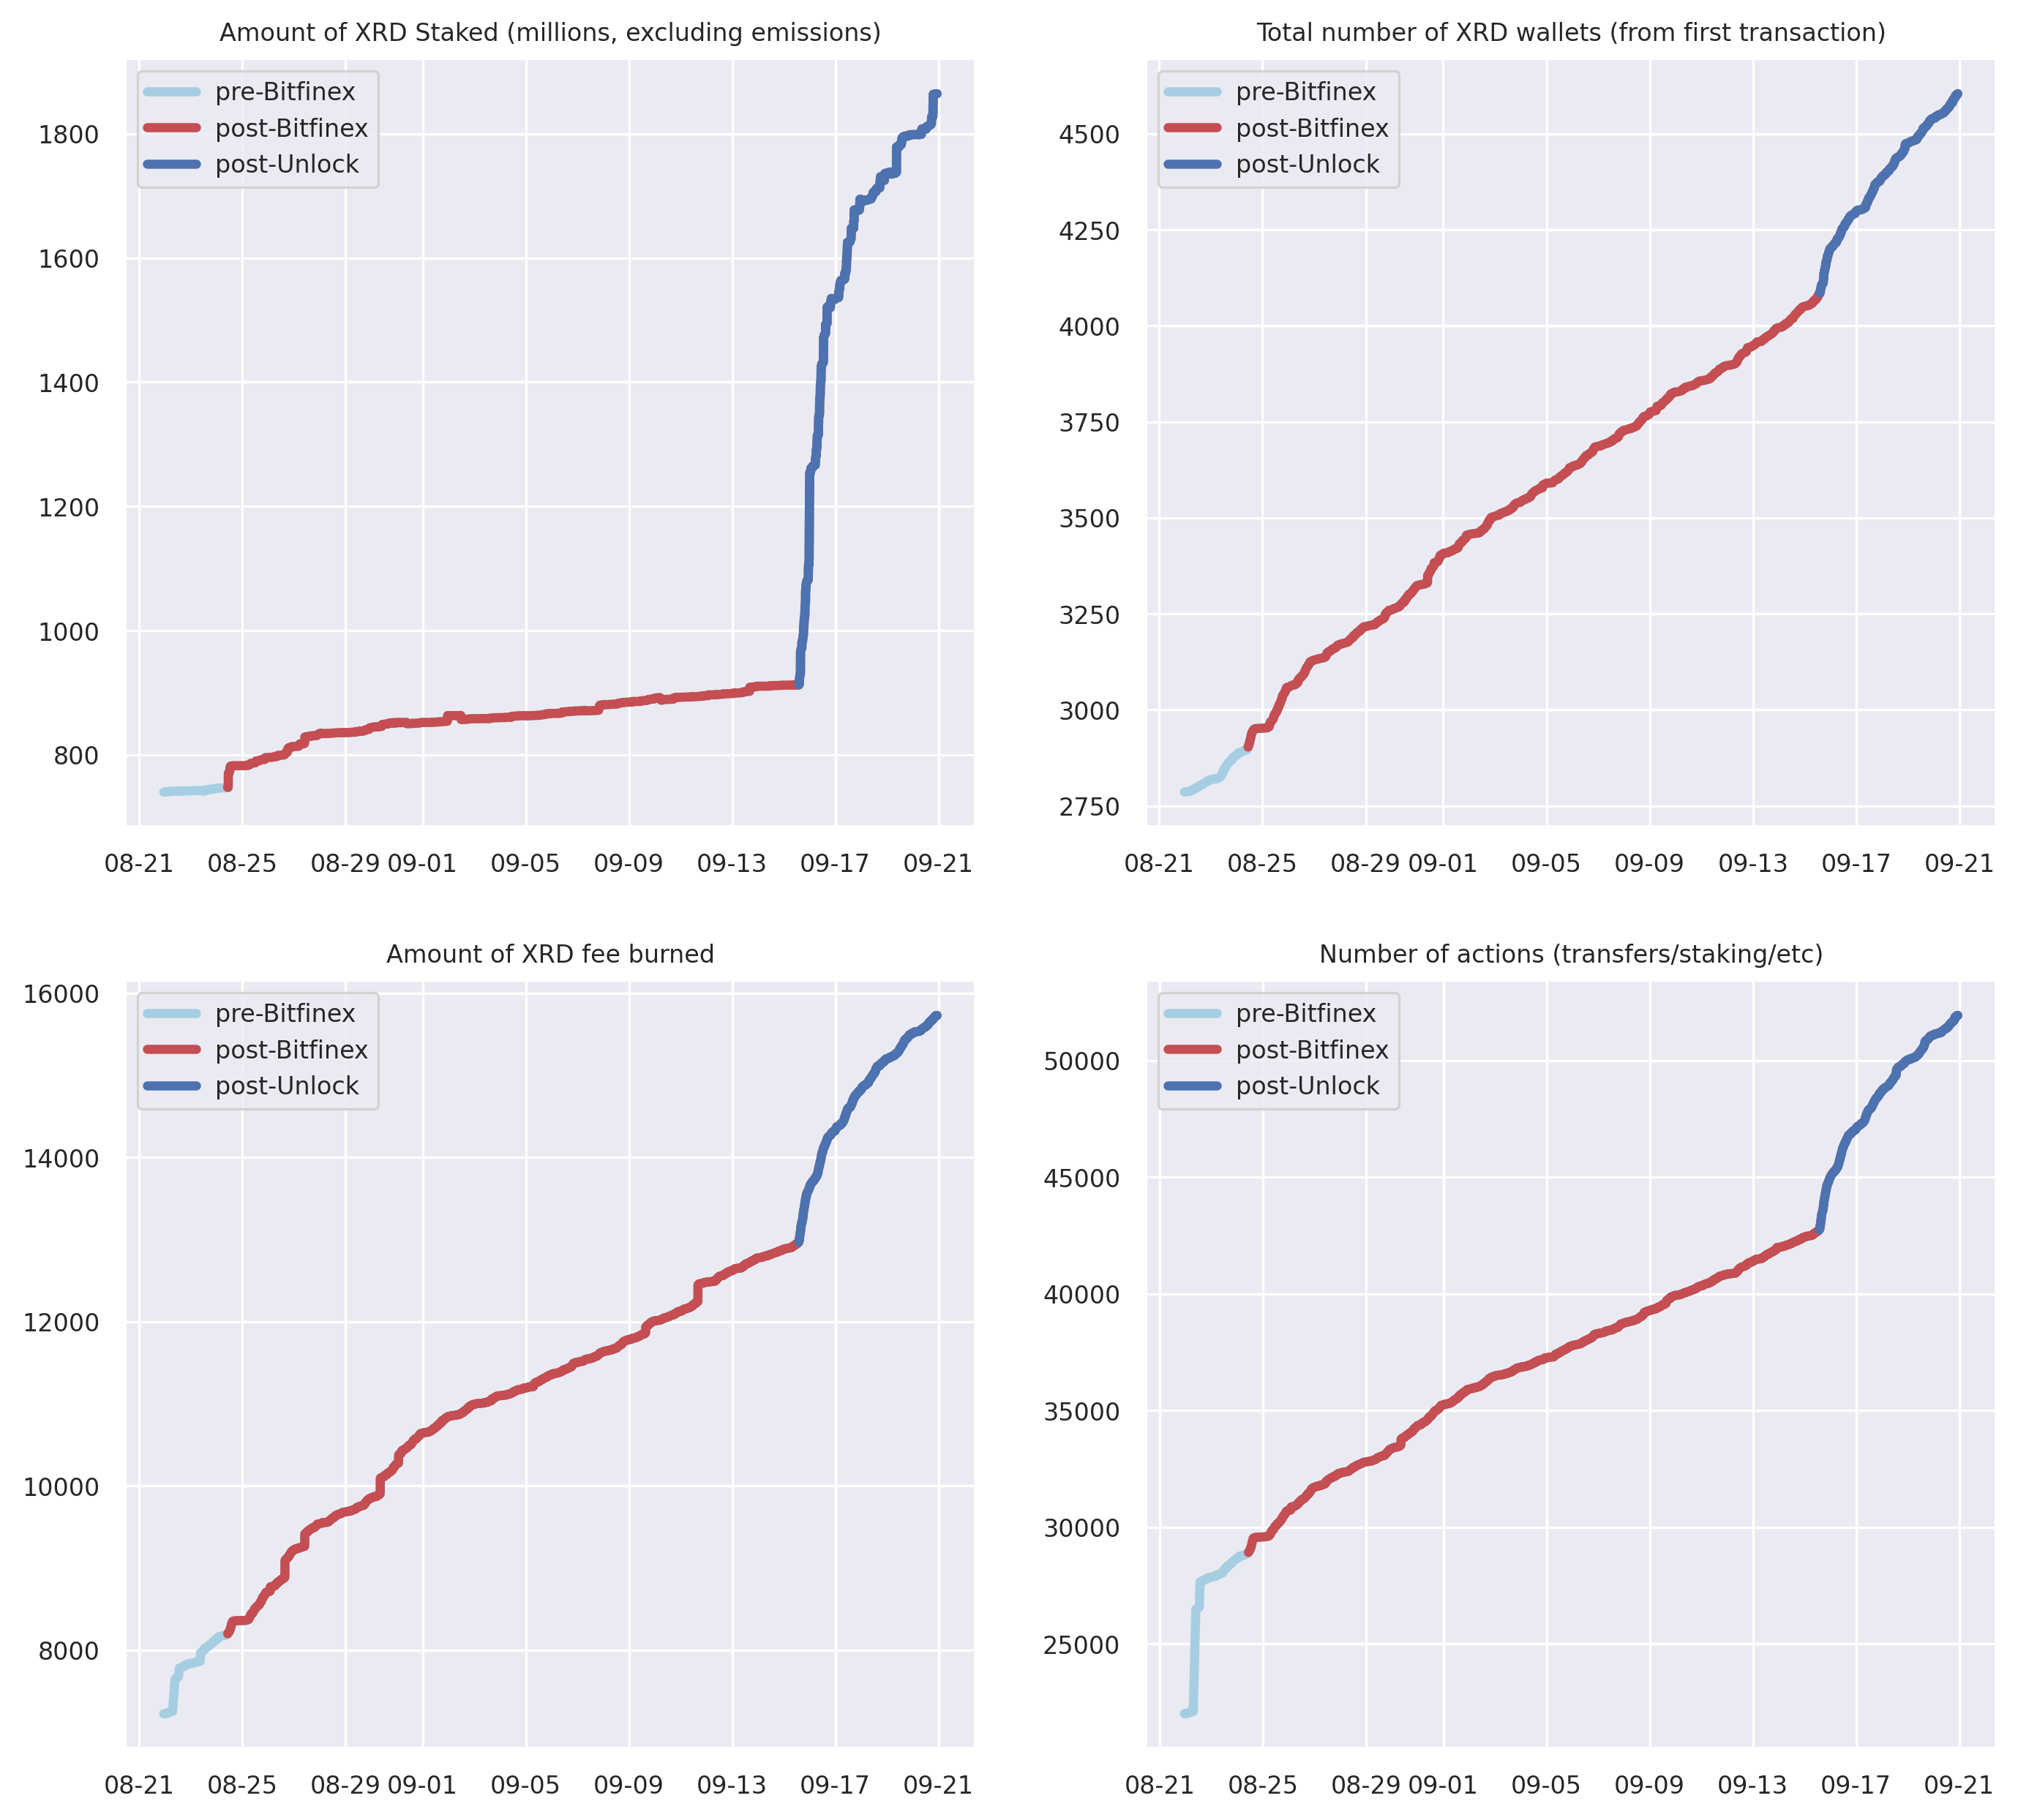 Amount of XRD Staked (millions, excluding emissions)
pre-Bitfinex
post-Bitfinex
post-Unlock
1800
1600
1400
1200
1000
800
08-21 08-25 08-29 09-01 09-05 09-09 09-13 09-17 09-21
Total number of XRD wallets (from first transaction)
pre-Bitfinex
post-Bitfinex
post-Unlock
4500
4250
4000
3750
3500
3250
3000
2750
08-21 08-25 08-29 09-01 09-05 09-09 09-13 09-17 09-21
Amount of XRD fee burned
pre-Bitfinex
post-Bitfinex
post-Unlock
16000
14000
12000
10000
8000
08-21 08-25 08-29 09-01 09-05 09-09 09-13 09-17 09-21
Number of actions (transfers/staking/etc)
pre-Bitfinex
post-Bitfinex
post-Unlock
50000
45000
40000
35000
30000
25000
08-21 08-25 08-29 09-01 09-05 09-09 09-13 09-17 09-21